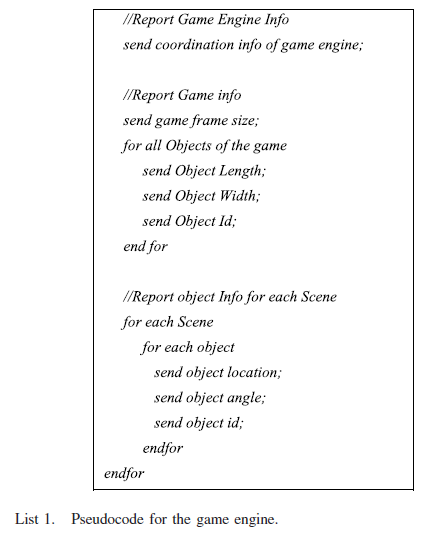 //Report Game Engine Info
send coordination info of game engine;
//Report Game info
send game frame size;
for all Objects of the game
send Object Length;
send Object Width;
send Object Id;
end for
//Report object Info for each Scene
for each Scene
for each object
send object location;
send object angle;
send object id;
endfor
endfor
List 1. Pseudocode for the game engine.